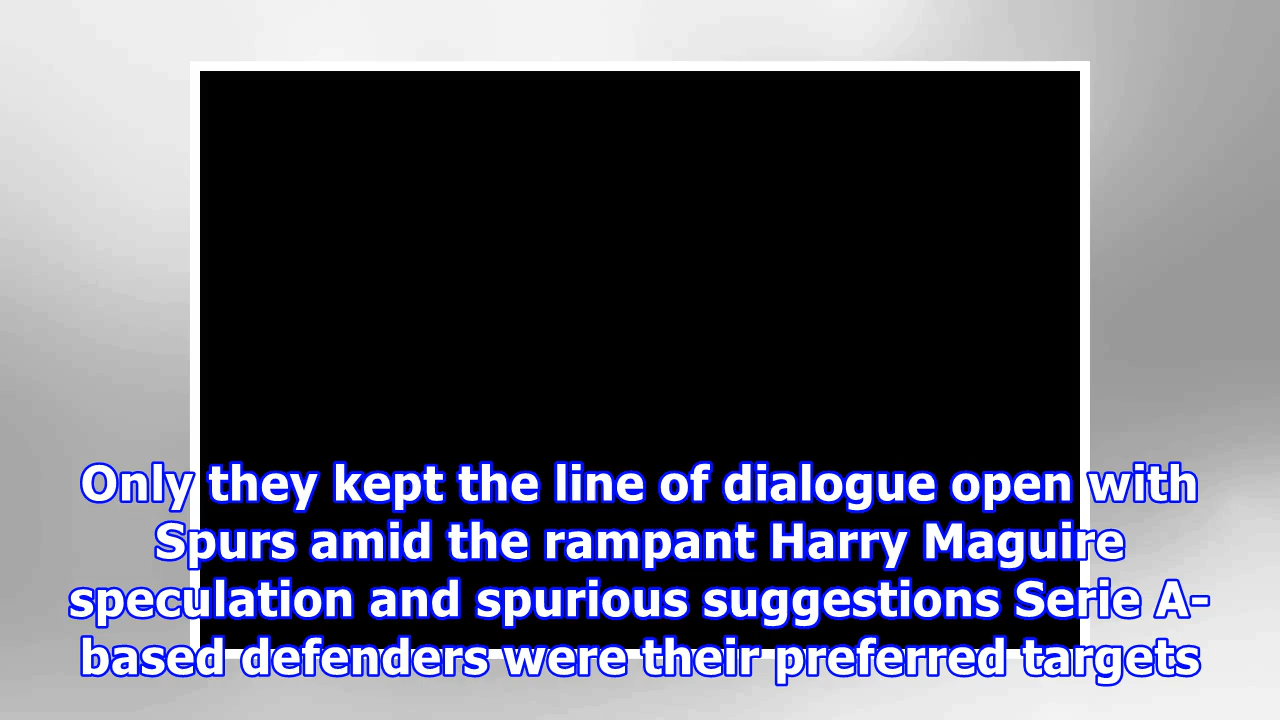 Only they kept the line of dialogue open with
Spurs amid the rampant Harry Maguire
speculation and spurious suggestions Serie A-
based defenders were their preferred targets